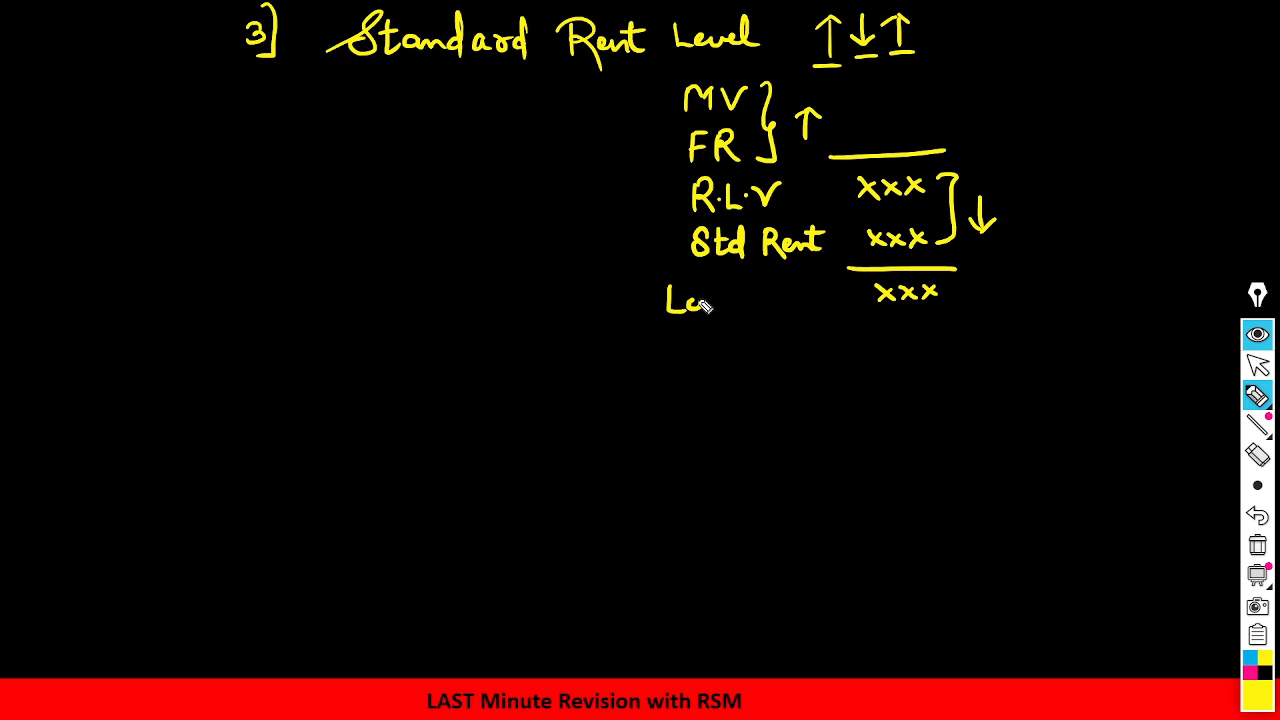 3] Standard Rent Level ↑ ↓ ↑
MV
FR ↑
R.L.V xxx
Std Rent xxx ↓
xxx
LAST Minute Revision with RSM